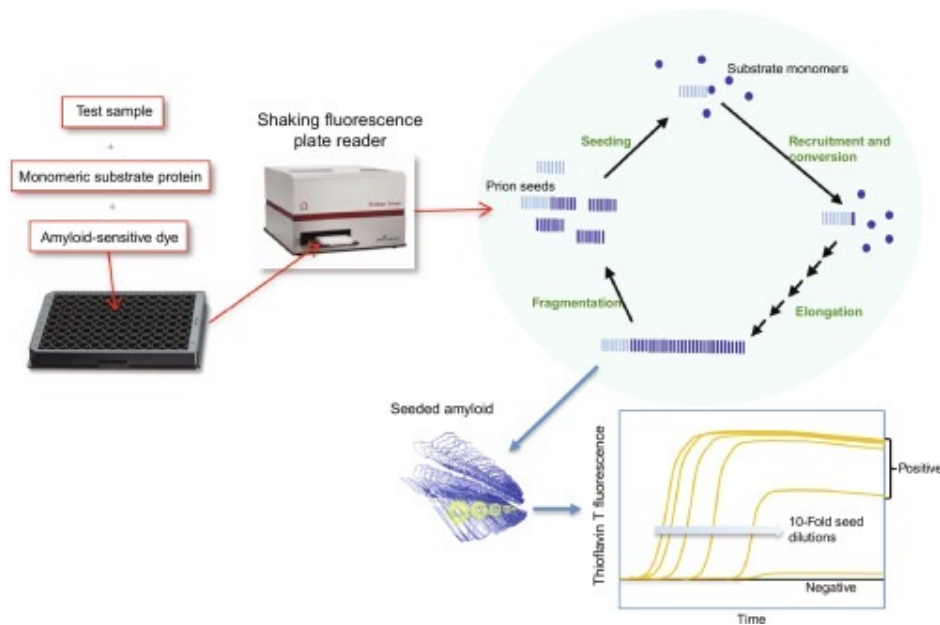 Test sample
+
Monomeric substrate protein
+
Amyloid-sensitive dye
Shaking fluorescence
plate reader
Substrate monomers
Seeding
Recruitment and
conversion
Prion seeds
Fragmentation
Elongation
Seeded amyloid
Thioflavin T fluorescence
Positive
10-Fold seed
dilutions
Negative
Time